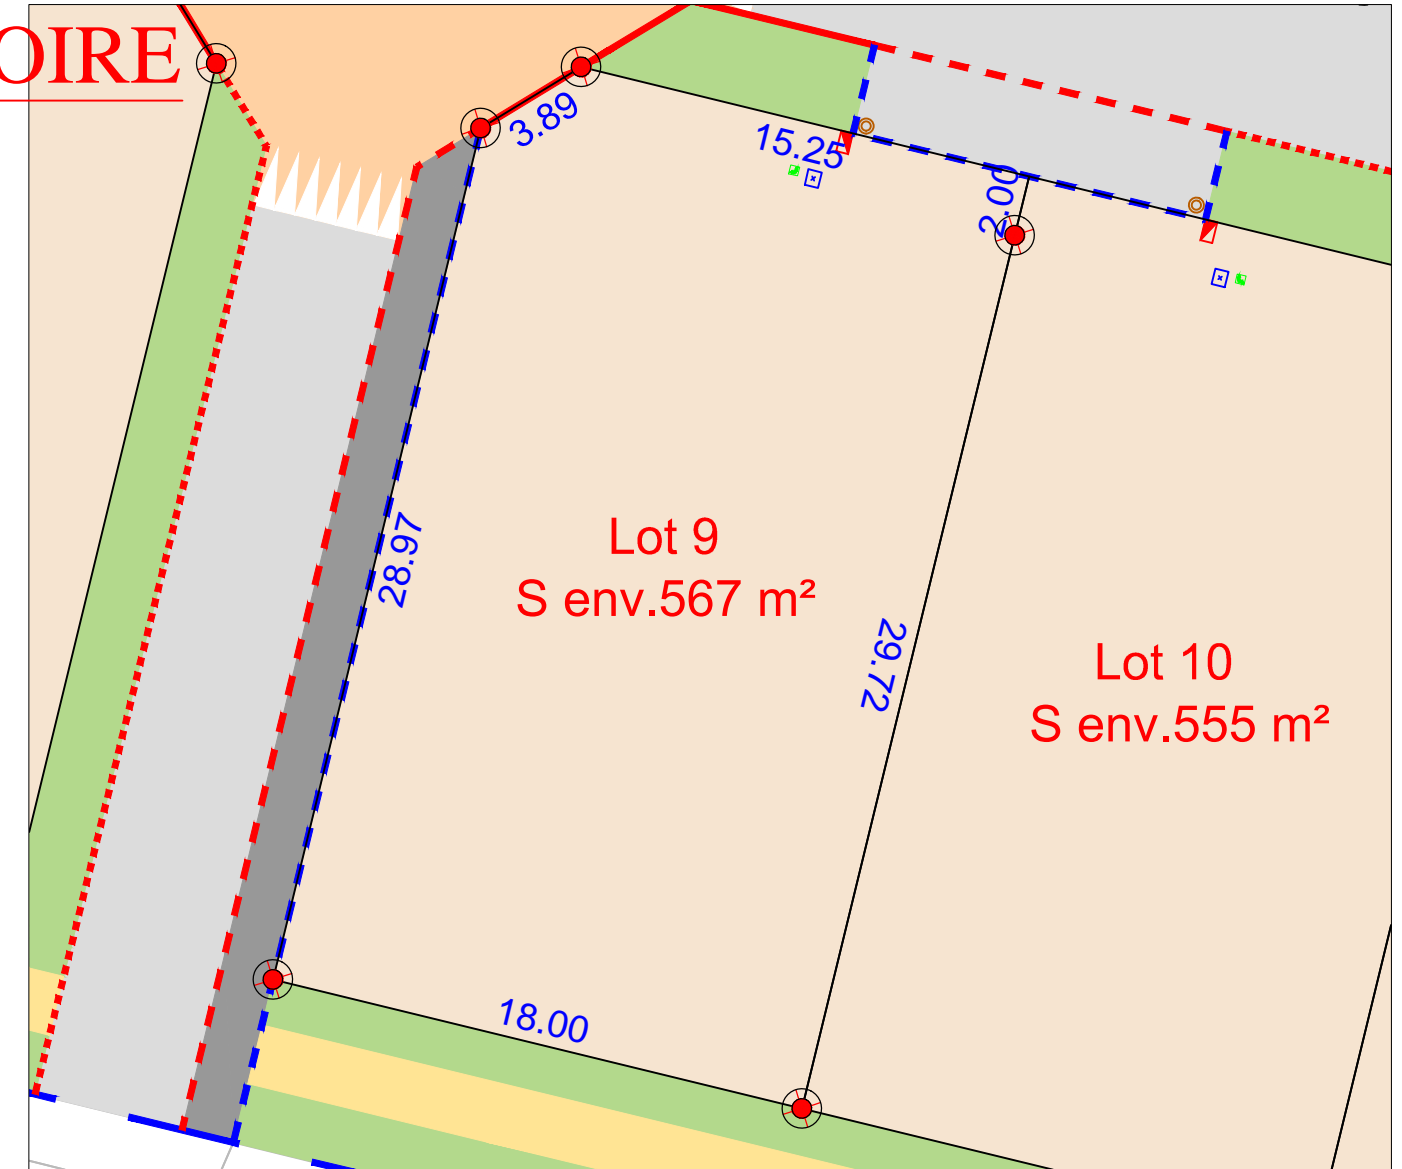 OIRE
3.89
15.25
2.00
28.97
Lot 9
S env.567 m²
29.72
Lot 10
S env.555 m²
18.00